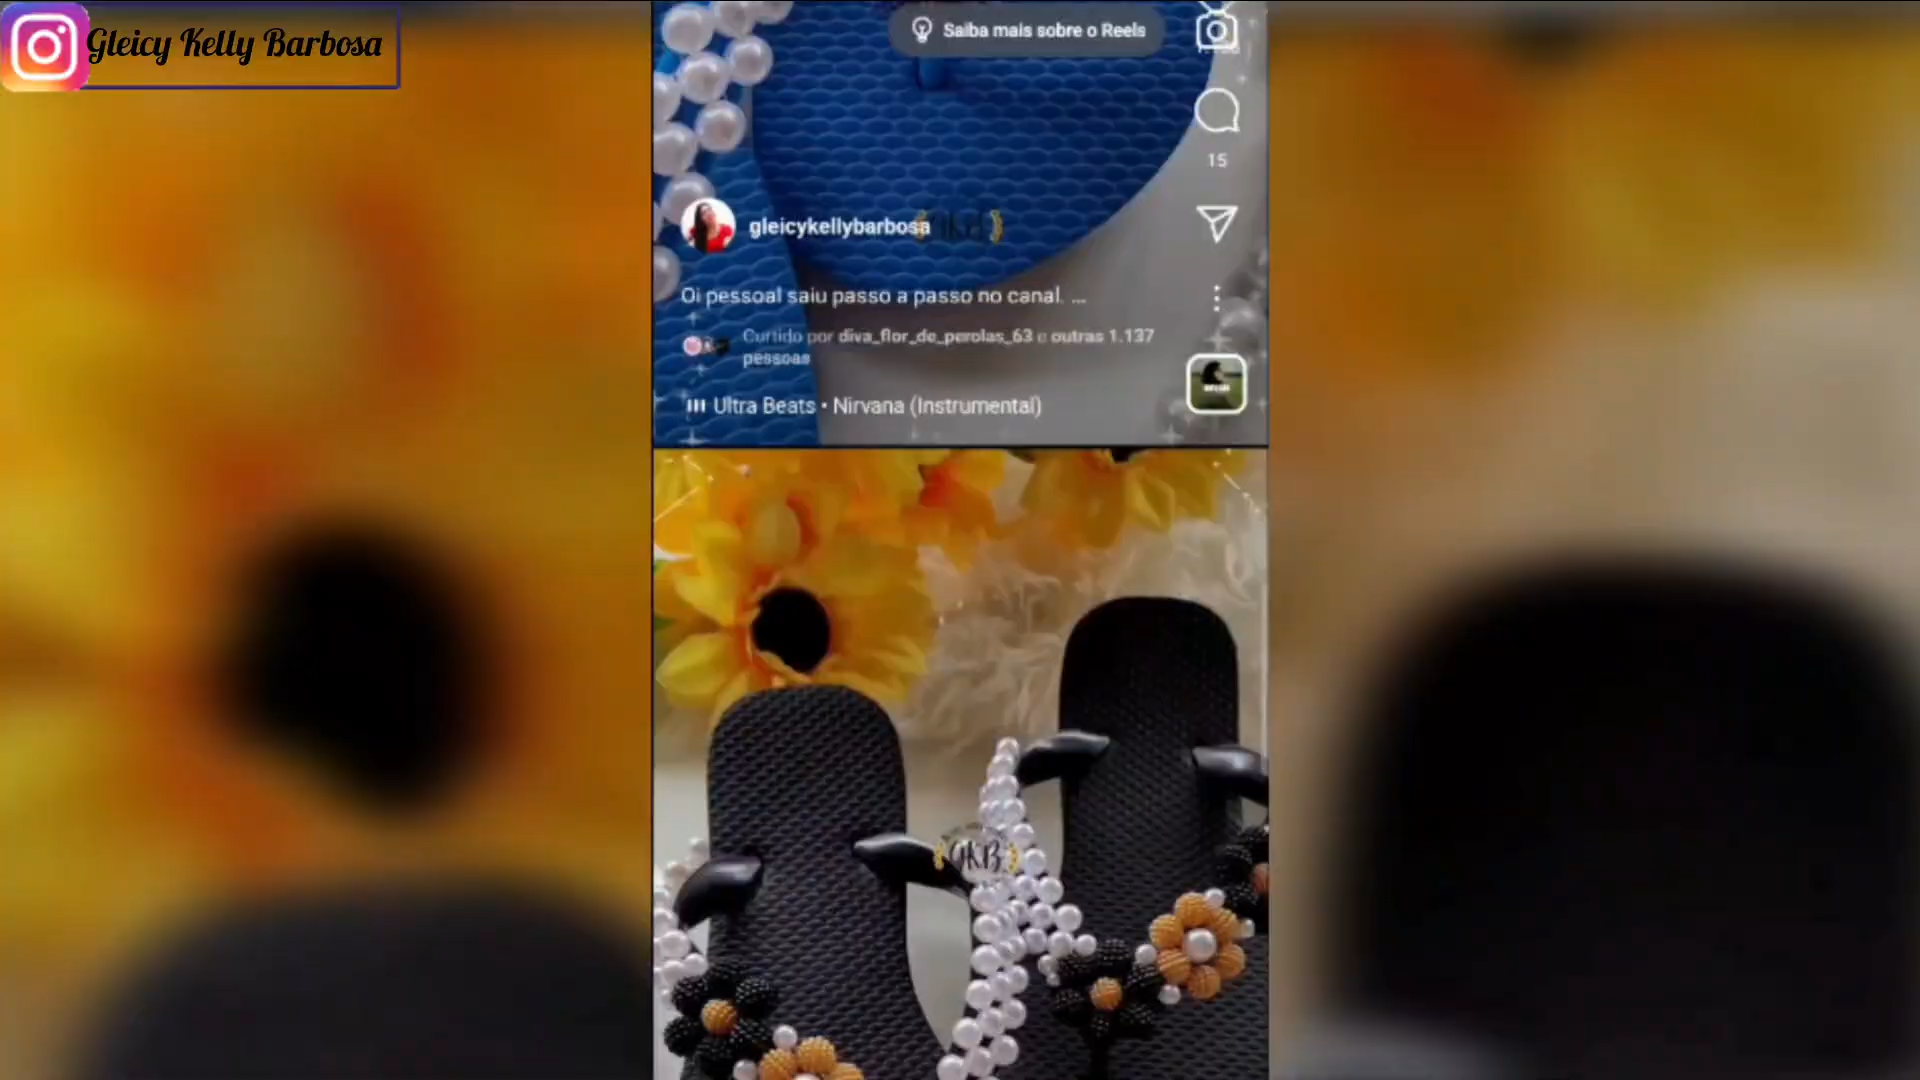 Gleicy Kelly Barbosa
Saiba mais sobre o Reels
15
gleicykellybarbosa
Oi pessoal saiu passo a passo no canal. ...
Curtido por diva_flor_de_perolas_63 e outras 1.137
pessoas
Ultra Beats • Nirvana (Instrumental)
GKB